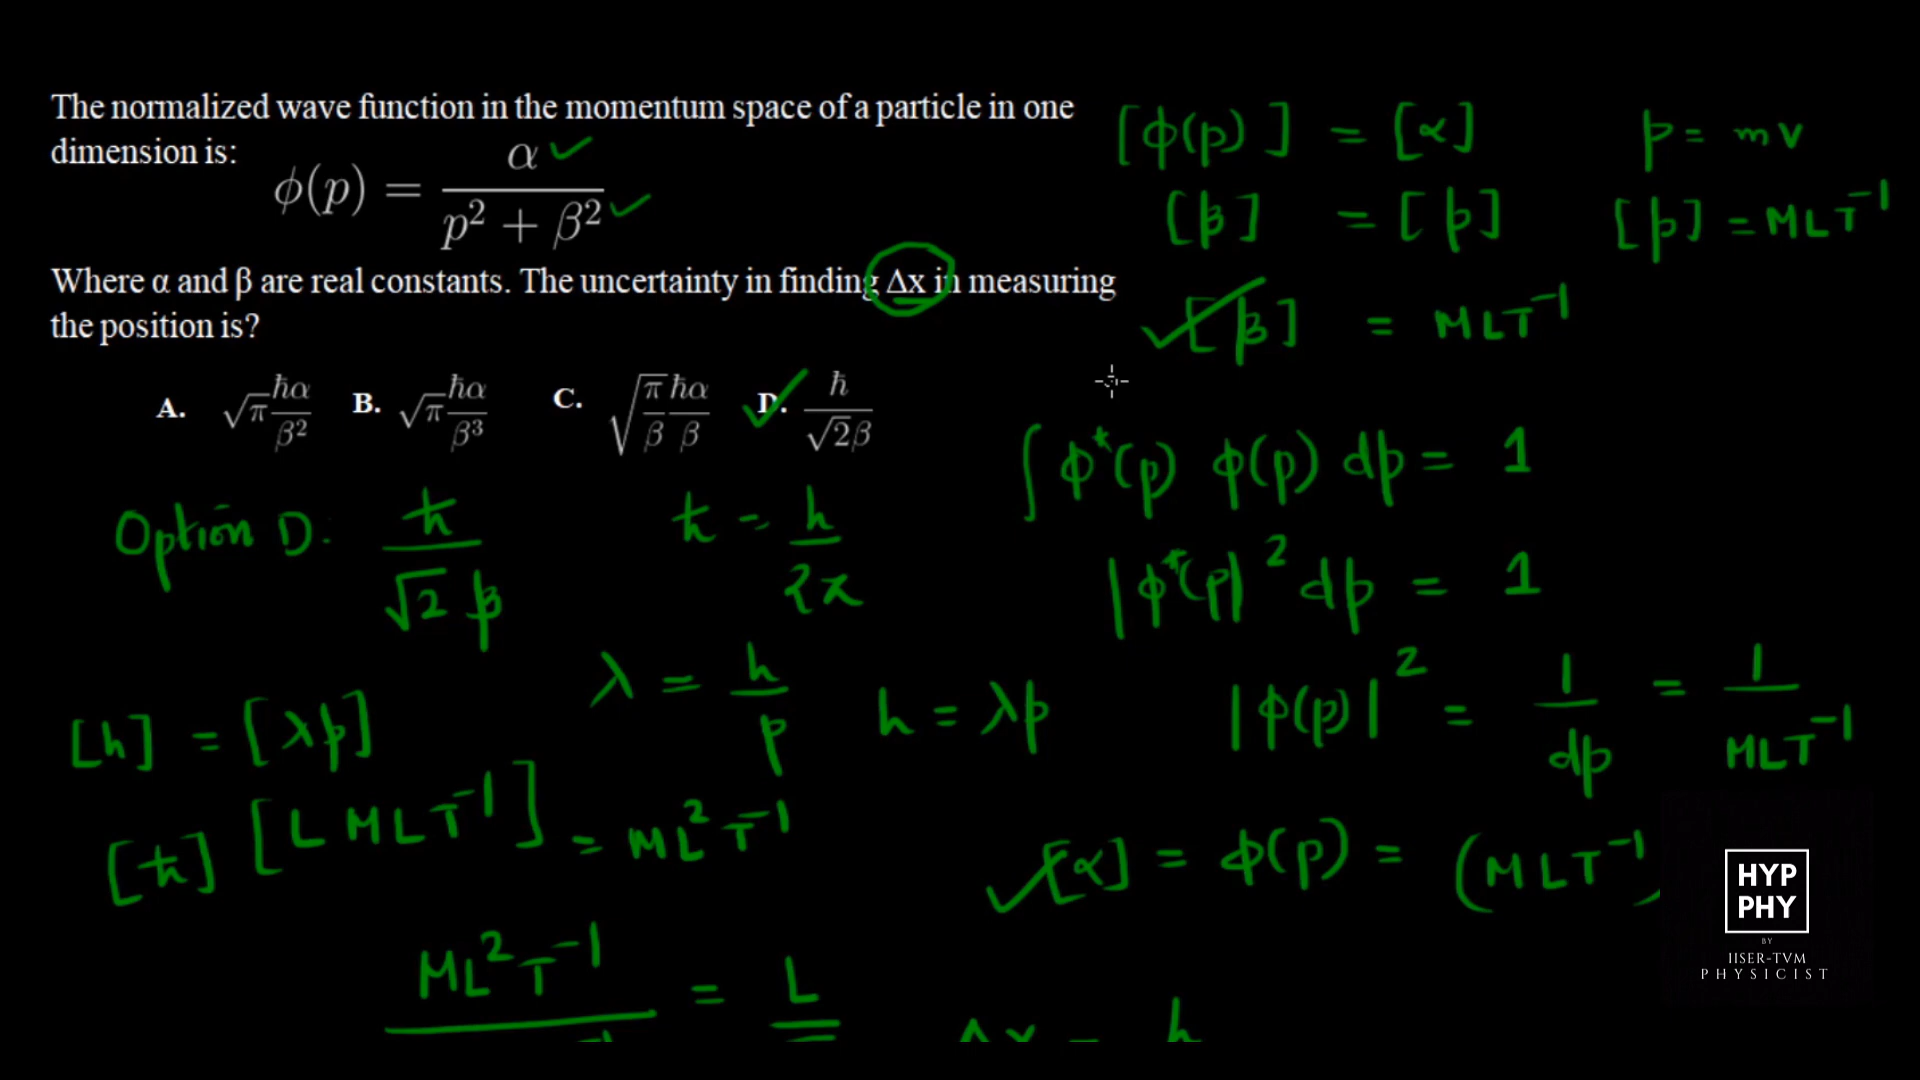 The normalized wave function in the momentum space of a particle in one
dimension is:
ϕ(p) = α / (p² + β²)
Where α and β are real constants. The uncertainty in finding Δx in measuring
the position is?
A. √π ħα/β² B. √π ħα/β³ C. √(π/β) ħα/β D. ħ/(√2β)
[ϕ(p)] = [α] p = mv
[β] = [p] [p] = MLT⁻¹
[β] = MLT⁻¹
∫ϕ*(p) ϕ(p) dp = 1
Option D: ħ/(√2 β) ħ = h/2π
|ϕ*(p)|² dp = 1
λ = h/p h = λp
|ϕ(p)|² = 1/dp = 1/MLT⁻¹
[h] = [λp]
[ħ] [L MLT⁻¹] = ML²T⁻¹
[α] = ϕ(p) = (MLT⁻¹)
ML²T⁻¹ = L
HYP
PHY
BY
IISER-TVM
PHYSICIST